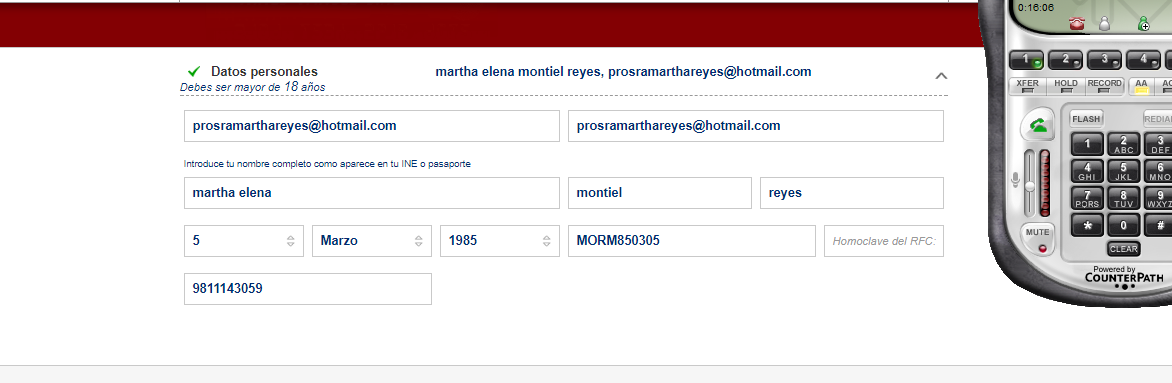 0:16:06
Datos personales martha elena montiel reyes, prosramarthareyes@hotmail.com
Debes ser mayor de 18 años
prosramarthareyes@hotmail.com prosramarthareyes@hotmail.com
Introduce tu nombre completo como aparece en tu INE o pasaporte
martha elena montiel reyes
5 Marzo 1985 MORM850305 Homoclave del RFC:
9811143059
1 2 3 4
XFER HOLD RECORD AA AC
FLASH REDIA
1 2 ABC 3 DEF
4 GHI 5 JKL 6 MNO
7 PQRS 8 TUV 9 WXYZ
* 0 #
MUTE
CLEAR
Powered by
COUNTERPATH